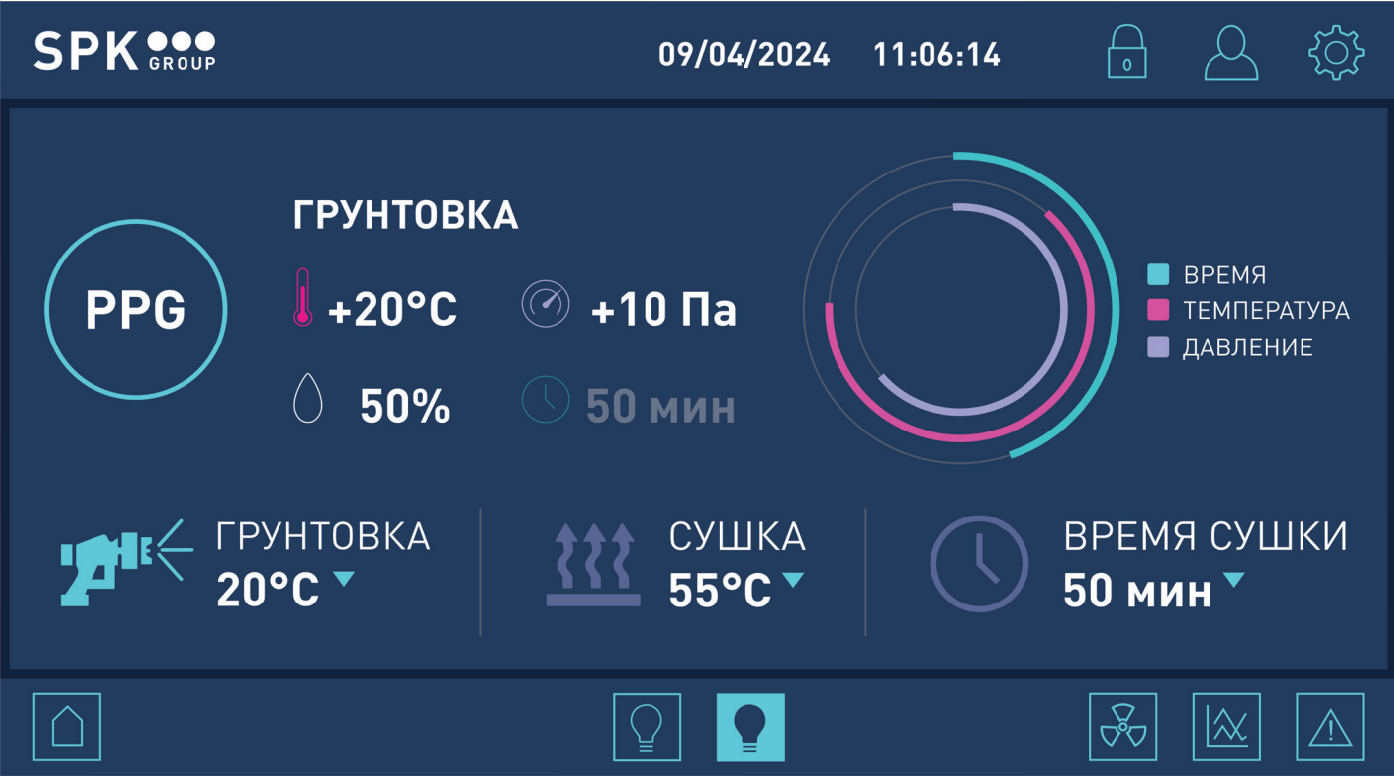 SPK GROUP
09/04/2024 11:06:14
ГРУНТОВКА
PPG
+20°C
+10 Па
50%
50 мин
ВРЕМЯ
ТЕМПЕРАТУРА
ДАВЛЕНИЕ
ГРУНТОВКА
20°C
СУШКА
55°C
ВРЕМЯ СУШКИ
50 мин